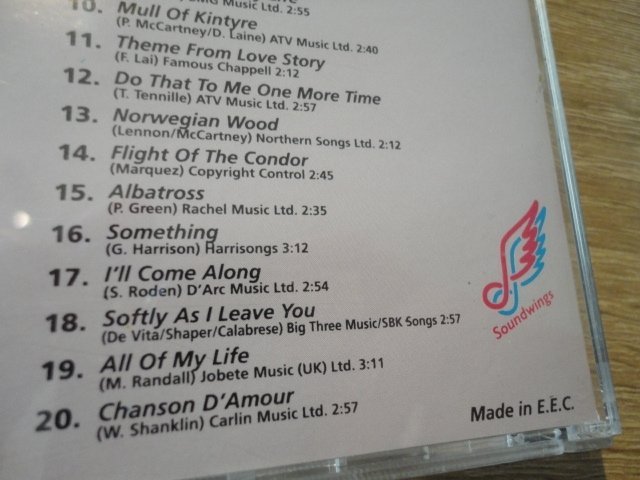 Music Ltd. 2:55
10. Mull Of Kintyre
(P. McCartney/D. Laine) ATV Music Ltd. 2:40
11. Theme From Love Story
(F. Lai) Famous Chappell 2:12
12. Do That To Me One More Time
(T. Tennille) ATV Music Ltd. 2:57
13. Norwegian Wood
(Lennon/McCartney) Northern Songs Ltd. 2:12
14. Flight Of The Condor
(Marquez) Copyright Control 2:45
15. Albatross
(P. Green) Rachel Music Ltd. 2:35
16. Something
(G. Harrison) Harrisongs 3:12
17. I'll Come Along
(S. Roden) D'Arc Music Ltd. 2:54
18. Softly As I Leave You
(De Vita/Shaper/Calabrese) Big Three Music/SBK Songs 2:57
19. All Of My Life
(M. Randall) Jobete Music (UK) Ltd. 3:11
20. Chanson D'Amour
(W. Shanklin) Carlin Music Ltd. 2:57
Soundwings
Made in E.E.C.